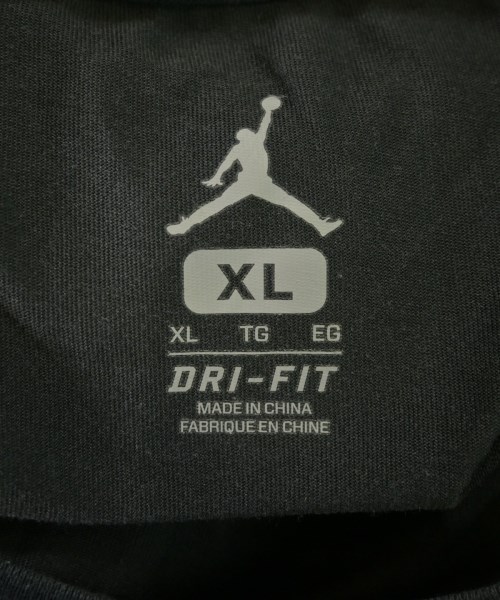 XL
XL TG EG
DRI-FIT
MADE IN CHINA
FABRIQUE EN CHINE